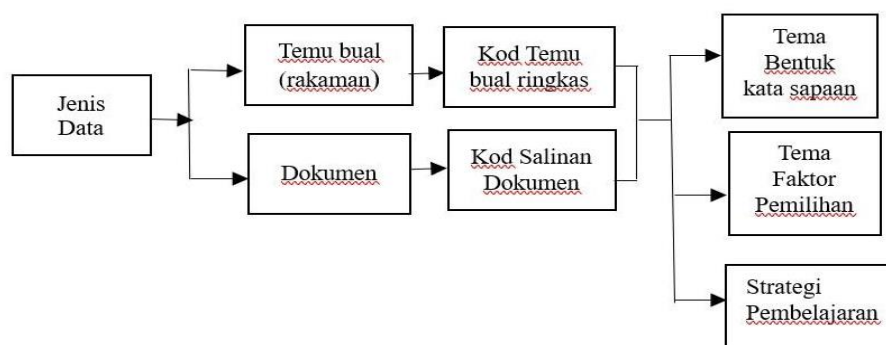 Jenis
Data
Temu bual
(rakaman)
Dokumen
Kod Temu
bual ringkas
Kod Salinan
Dokumen
Tema
Bentuk
kata sapaan
Tema
Faktor
Pemilihan
Strategi
Pembelajaran